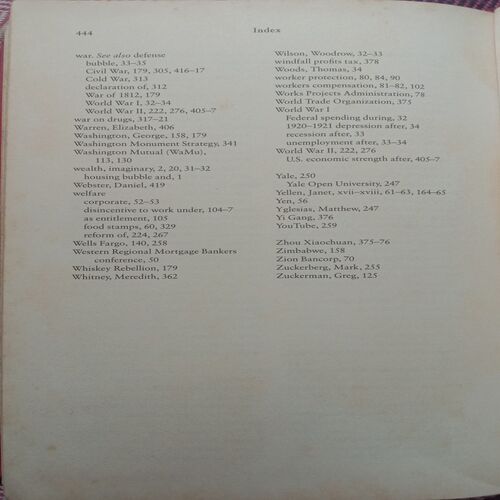 444
Index
war. See also defense
bubble, 33–35
Civil War, 179, 305, 416–17
Cold War, 313
declaration of, 312
War of 1812, 179
World War I, 32–34
World War II, 222, 276, 405–7
war on drugs, 317–21
Warren, Elizabeth, 406
Washington, George, 158, 179
Washington Monument Strategy, 341
Washington Mutual (WaMu),
113, 130
wealth, imaginary, 2, 20, 31–32
housing bubble and, 1
Webster, Daniel, 419
welfare
corporate, 52–53
disincentive to work under, 104–7
as entitlement, 105
food stamps, 60, 329
reform of, 224, 267
Wells Fargo, 140, 258
Western Regional Mortgage Bankers
conference, 50
Whiskey Rebellion, 179
Whitney, Meredith, 362
Wilson, Woodrow, 32–33
windfall profits tax, 378
Woods, Thomas, 34
worker protection, 80, 84, 90
workers compensation, 81–82, 102
Works Projects Administration, 78
World Trade Organization, 375
World War I
Federal spending during, 32
1920–1921 depression after, 34
recession after, 33
unemployment after, 33–34
World War II, 222, 276
U.S. economic strength after, 405–7
Yale, 250
Yale Open University, 247
Yellen, Janet, xvii–xviii, 61–63, 164–65
Yen, 56
Yglesias, Matthew, 247
Yi Gang, 376
YouTube, 259
Zhou Xiaochuan, 375–76
Zimbabwe, 158
Zion Bancorp, 70
Zuckerberg, Mark, 255
Zuckerman, Greg, 125